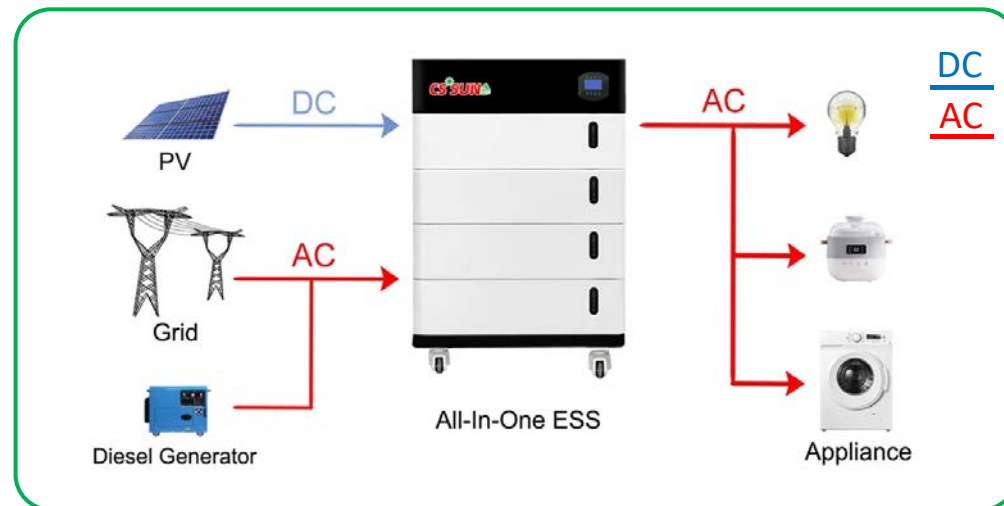 DC
PV
AC
Grid
Diesel Generator
CS SUN
All-In-One ESS
AC
Appliance
DC
AC